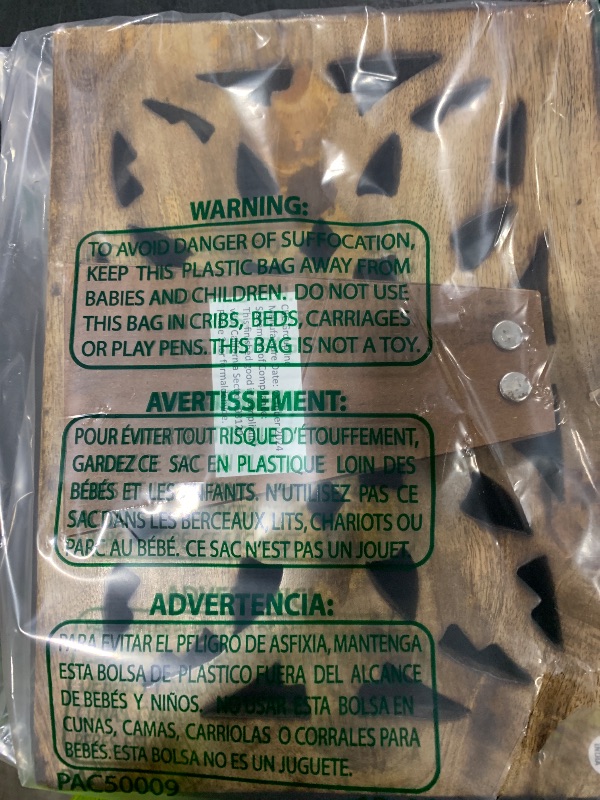 WARNING:
TO AVOID DANGER OF SUFFOCATION,
KEEP THIS PLASTIC BAG AWAY FROM
BABIES AND CHILDREN. DO NOT USE
THIS BAG IN CRIBS, BEDS, CARRIAGES
OR PLAY PENS. THIS BAG IS NOT A TOY.
AVERTISSEMENT:
POUR ÉVITER TOUT RISQUE D'ÉTOUFFEMENT,
GARDEZ CE SAC EN PLASTIQUE LOIN DES
BÉBÉS ET LES ENFANTS. N'UTILISEZ PAS CE
SAC DANS LES BERCEAUX, LITS, CHARIOTS OU
PARC AU BÉBÉ. CE SAC N'EST PAS UN JOUET.
ADVERTENCIA:
PARA EVITAR EL PELIGRO DE ASFIXIA, MANTENGA
ESTA BOLSA DE PLASTICO FUERA DEL ALCANCE
DE BEBÉS Y NIÑOS. NO USAR ESTA BOLSA EN
CUNAS, CAMAS, CARRIOLAS O CORRALES PARA
BEBÉS. ESTA BOLSA NO ES UN JUGUETE.
PAC50009